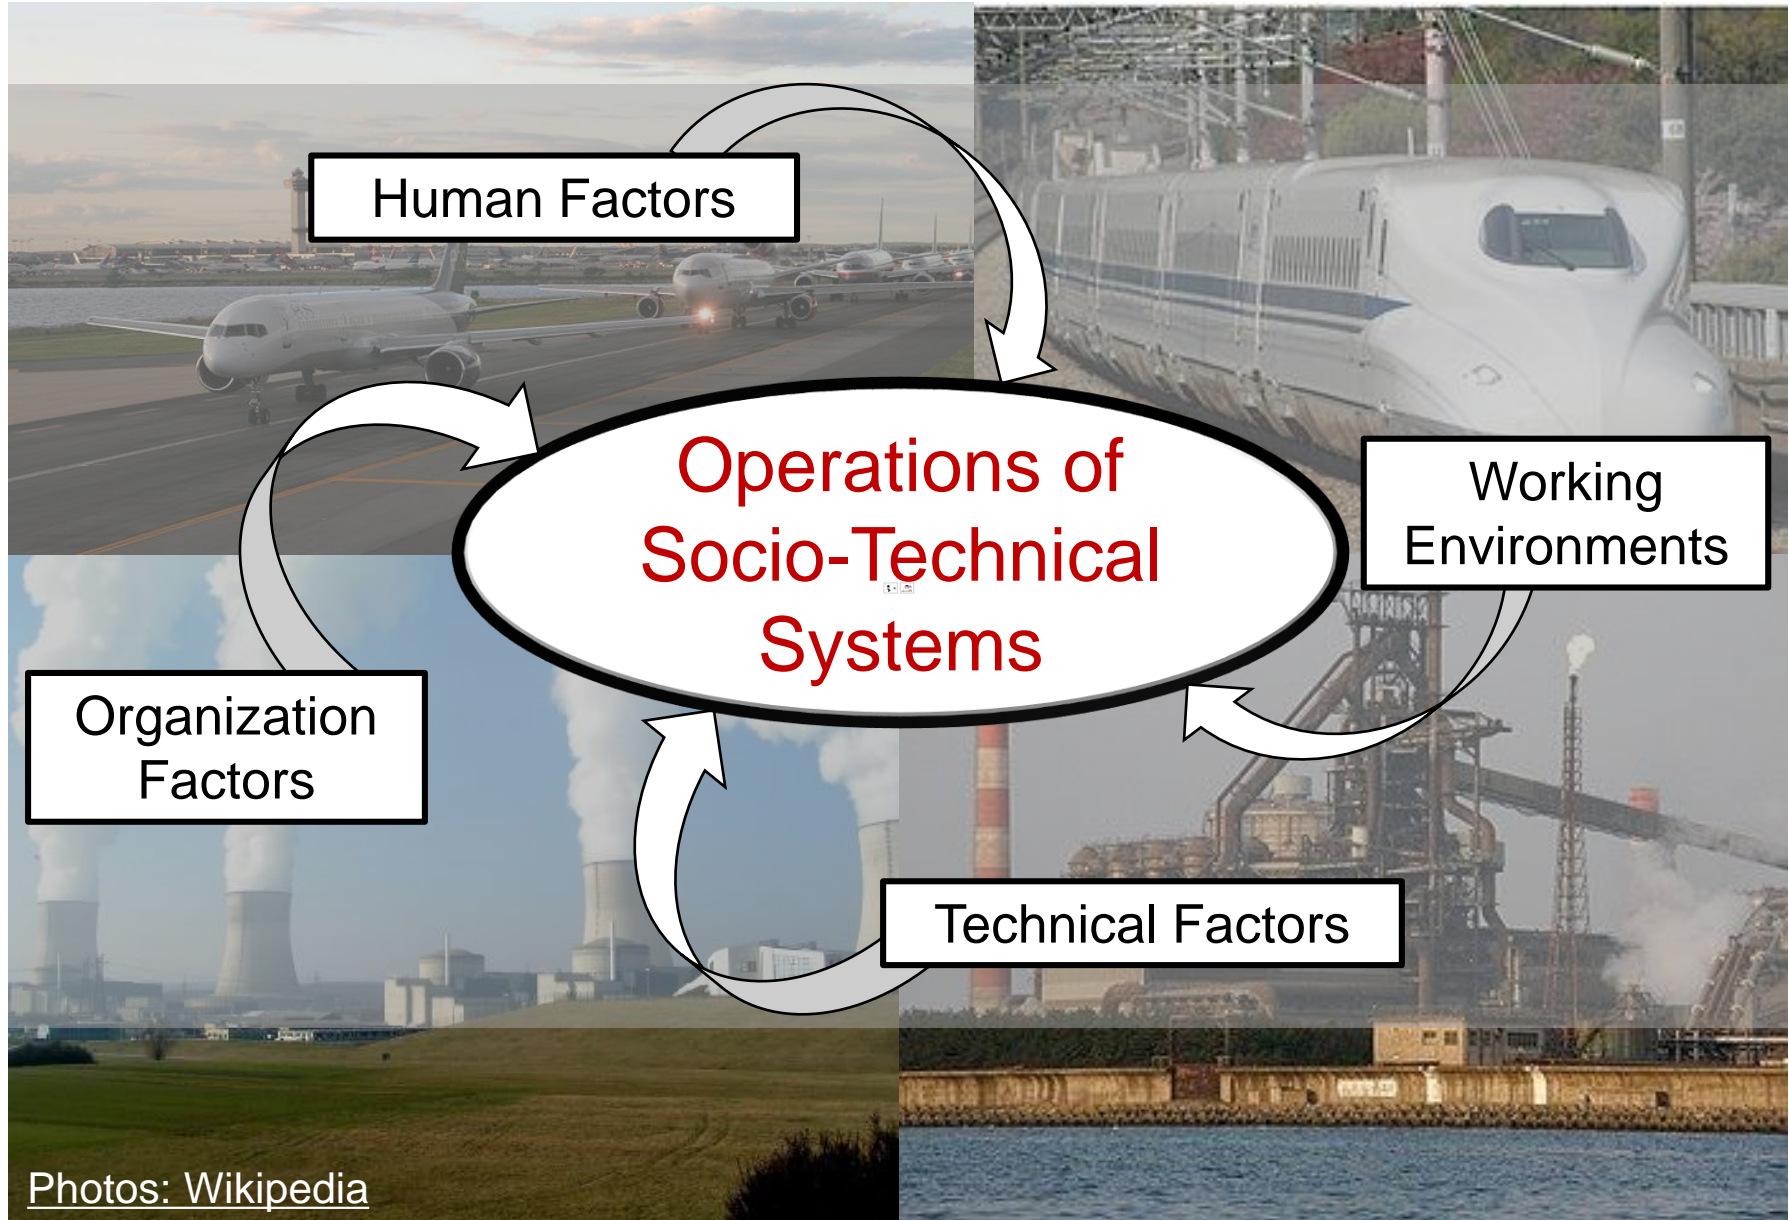 Human Factors
Operations of
Socio-Technical
Systems
Working
Environments
Organization
Factors
Technical Factors
Photos: Wikipedia